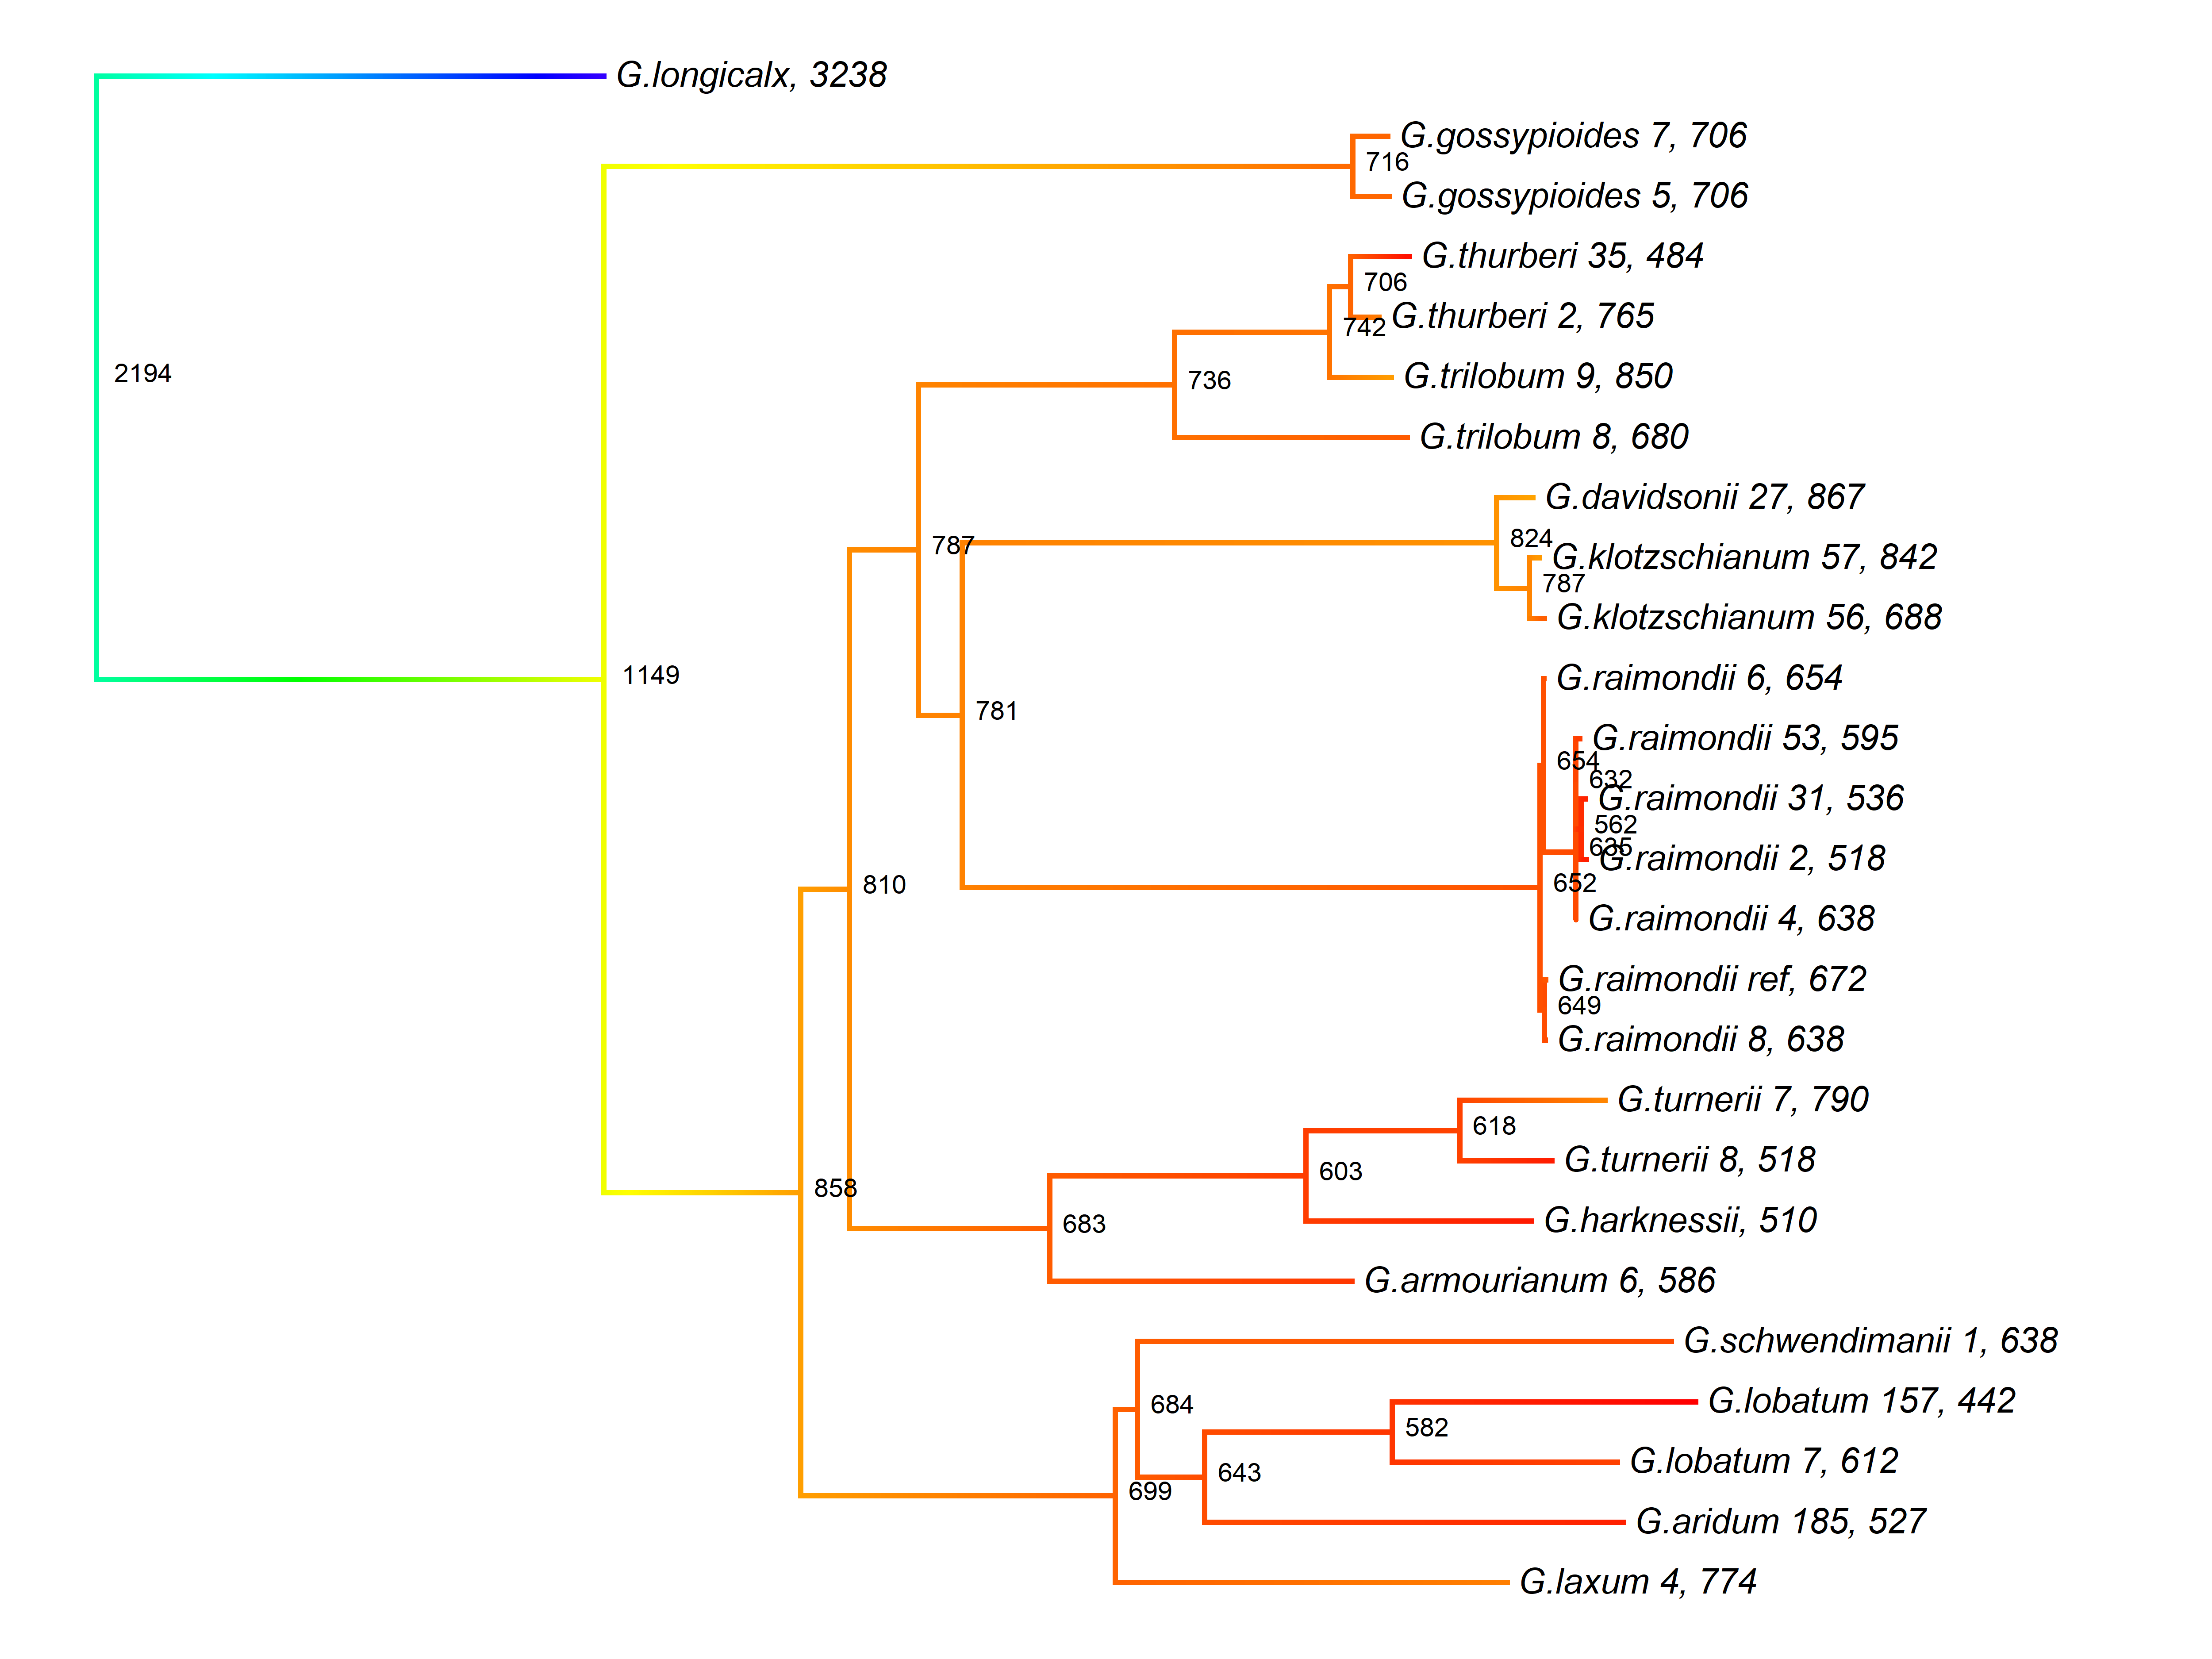 G.longicalx, 3238
G.gossypioides 7, 706
716
G.gossypioides 5, 706
G.thurberi 35, 484
706
G.thurberi 2, 765
742
2194
G.trilobum 9, 850
736
G.trilobum 8, 680
G.davidsonii 27, 867
824
787
G.klotzschianum 57, 842
787
G.klotzschianum 56, 688
1149
G.raimondii 6, 654
781
G.raimondii 53, 595
654
632
G.raimondii 31, 536
562
635
G.raimondii 2, 518
810
652
G.raimondii 4, 638
G.raimondii ref, 672
649
G.raimondii 8, 638
G.turnerii 7, 790
618
G.turnerii 8, 518
603
858
G.harknessii, 510
683
G.armourianum 6, 586
G.schwendimanii 1, 638
684
G.lobatum 157, 442
582
G.lobatum 7, 612
643
699
G.aridum 185, 527
G.laxum 4, 774